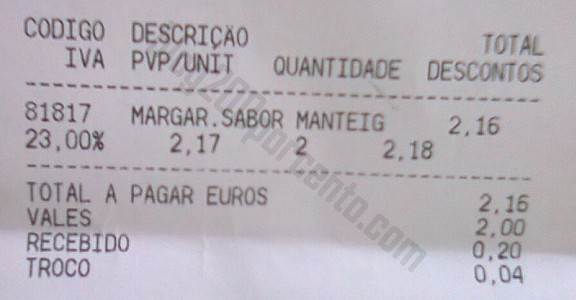 CODIGO DESCRIÇÃO TOTAL
IVA PVP/UNIT QUANTIDADE DESCONTOS
81817 MARGAR.SABOR MANTEIG 2,16
23,00% 2,17 2 2,18
TOTAL A PAGAR EUROS 2,16
VALES 2.00
RECEBIDO 0,20
TROCO 0,04